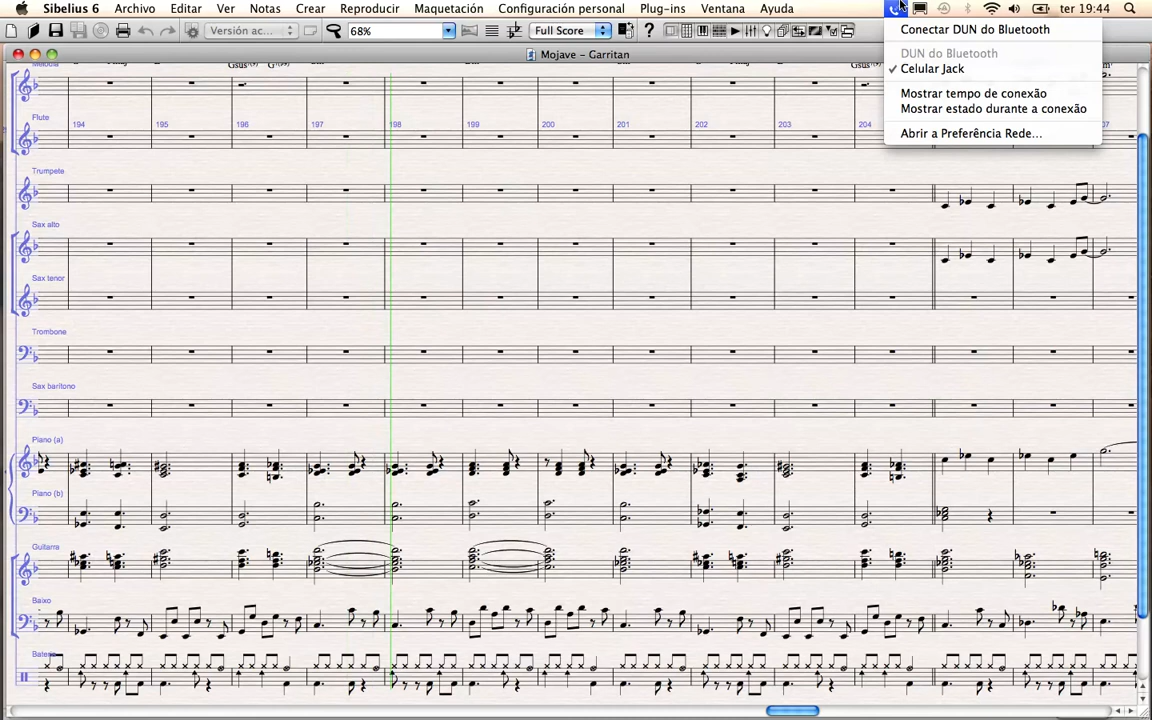 Sibelius 6 Archivo Editar Ver Notas Crear Reproducir Maquetación Configuración personal Plug-ins Ventana Ayuda ter 19:44
Versión ac... 68% Full Score
Mojave – Garritan
Conectar DUN do Bluetooth
DUN do Bluetooth
✓ Celular Jack
Mostrar tempo de conexão
Mostrar estado durante a conexão
Abrir a Preferência Rede...
Flute
194 195 196 197 198 199 200 201 202 203 204
Trumpete
Sax alto
Sax tenor
Trombone
Sax barítono
Piano (a)
Piano (b)
Guitarra
Baixo